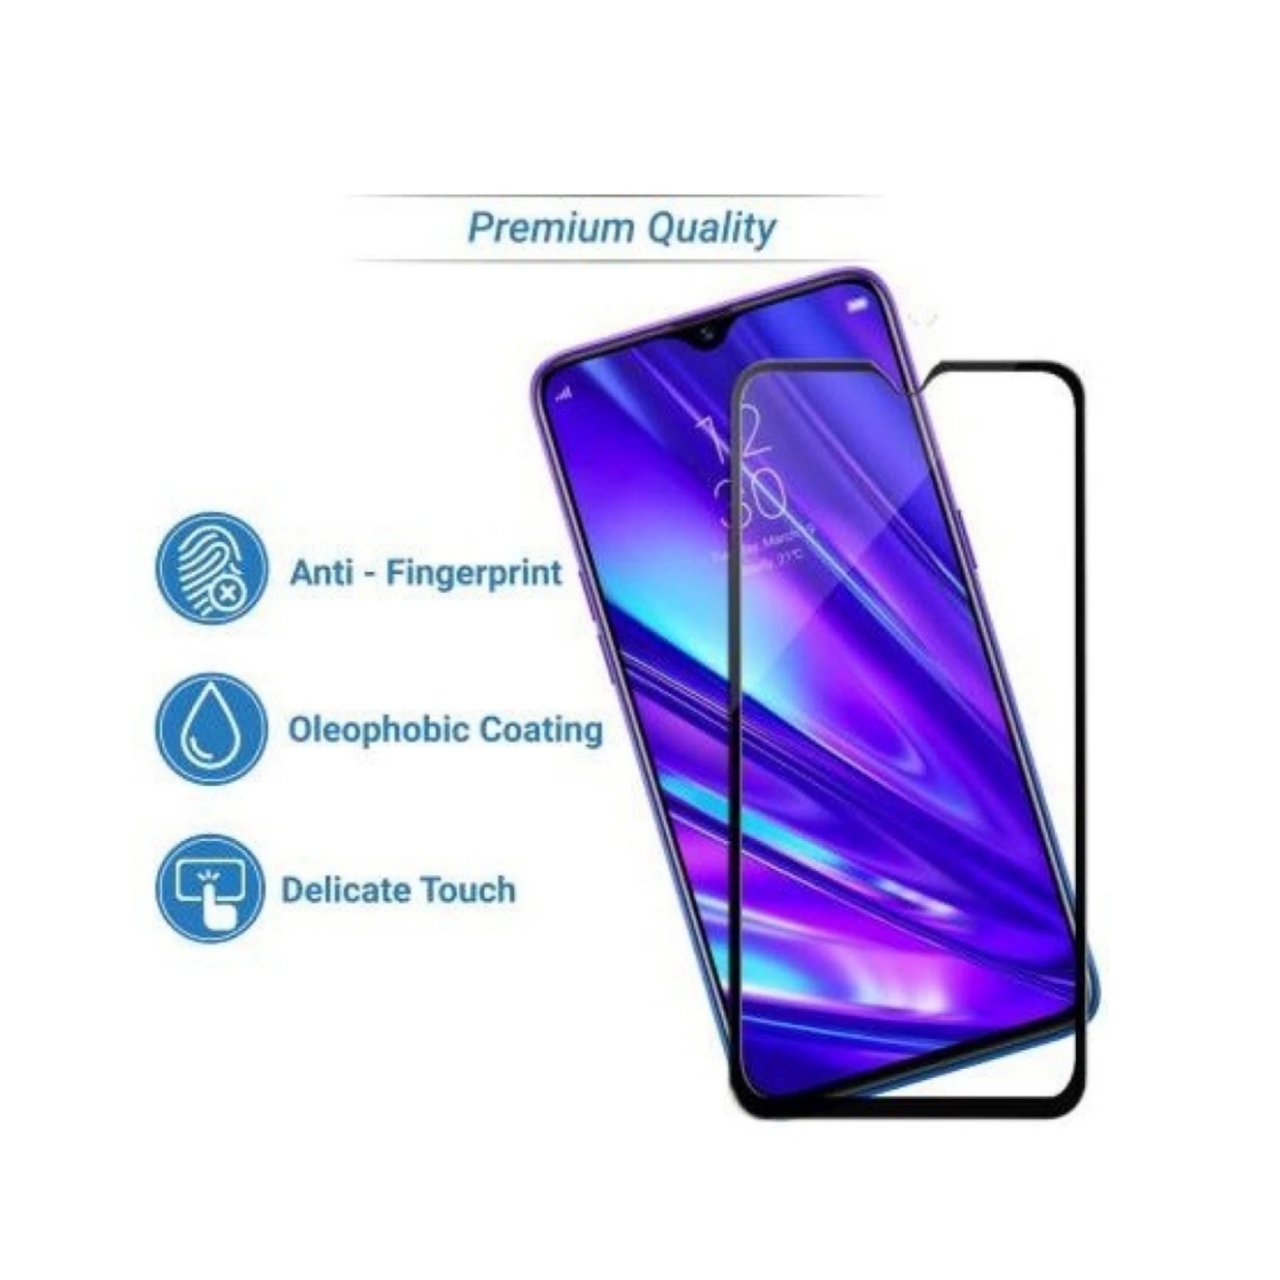 Premium Quality
12
30
Anti - Fingerprint
Oleophobic Coating
Delicate Touch